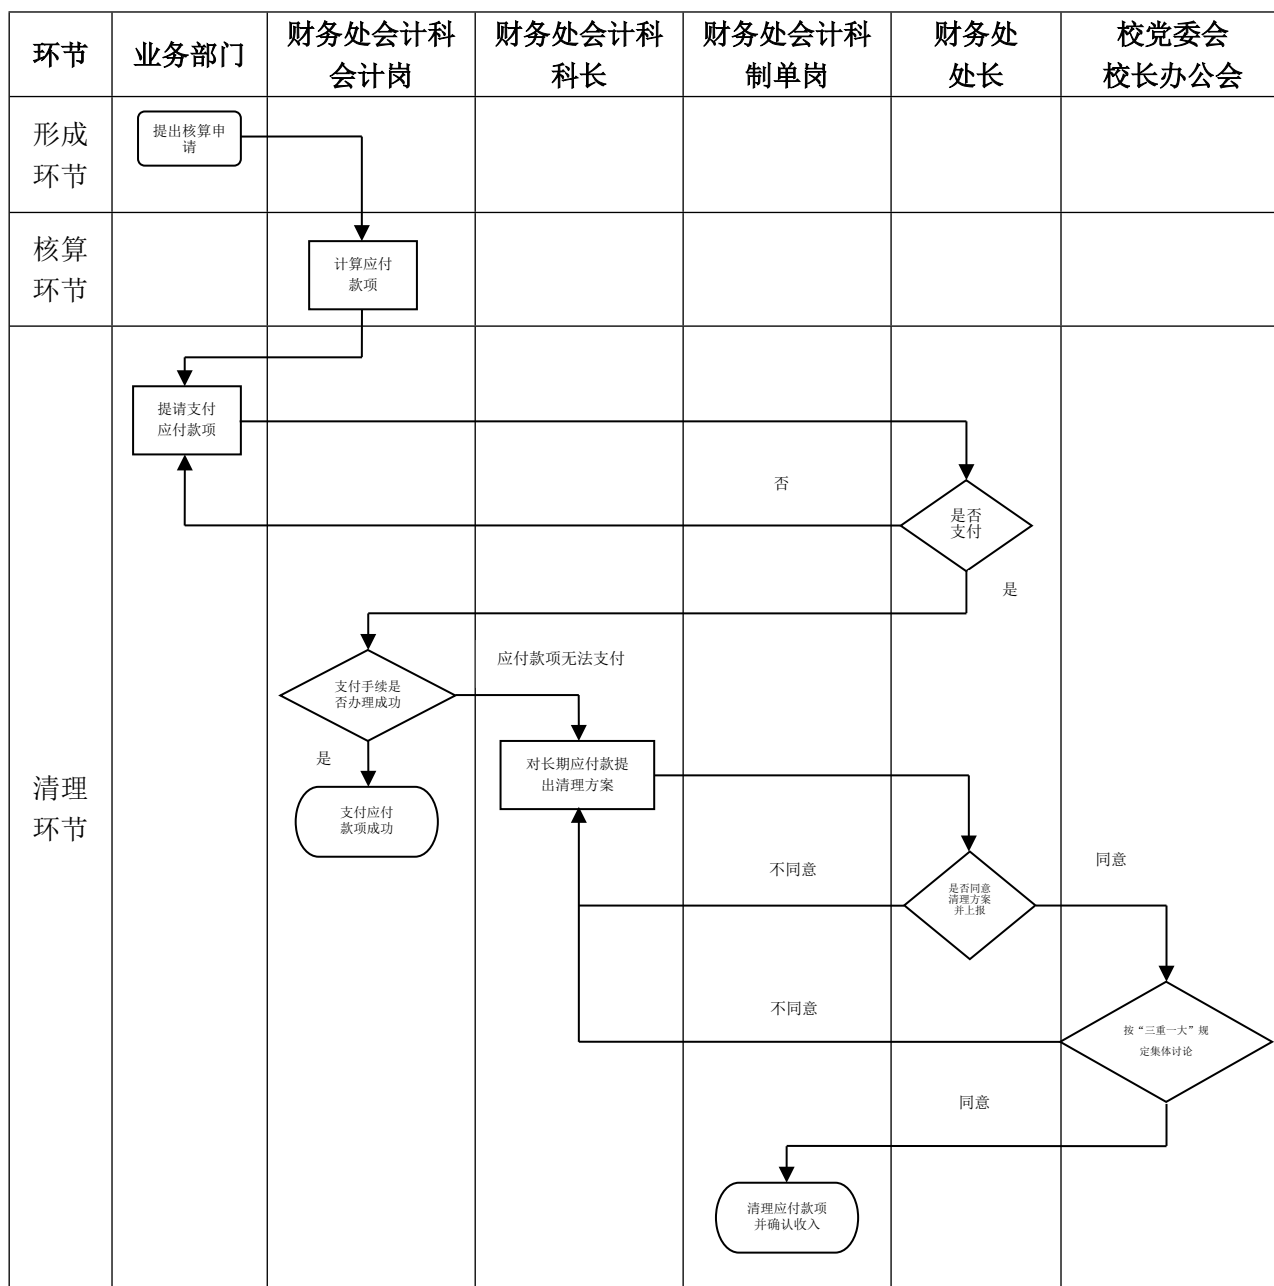 环节
业务部门
财务处会计科
会计岗
财务处会计科
科长
财务处会计科
制单岗
财务处
处长
校党委会
校长办公会
形成
环节
提出核算申
请
核算
环节
计算应付
款项
清理
环节
提请支付
应付款项
否
是否
支付
是
应付款项无法支付
支付手续是
否办理成功
是
对长期应付款提
出清理方案
支付应付
款项成功
不同意
是否同意
清理方案
并上报
同意
不同意
按“三重一大”规
定集体讨论
同意
清理应付款项
并确认收入